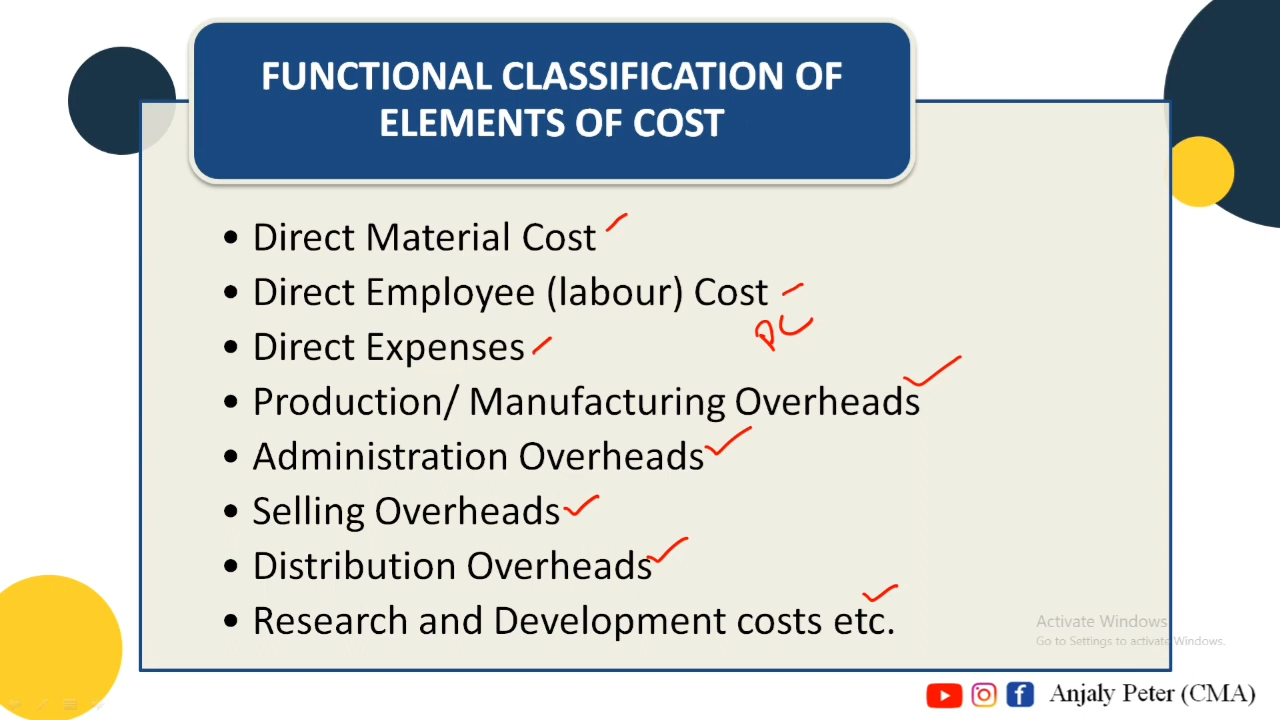 FUNCTIONAL CLASSIFICATION OF
ELEMENTS OF COST
• Direct Material Cost
• Direct Employee (labour) Cost
DC
• Direct Expenses
• Production/ Manufacturing Overheads
• Administration Overheads
• Selling Overheads
• Distribution Overheads
• Research and Development costs etc.
Activate Windows
Go to Settings to activate Windows.
Anjaly Peter (CMA)